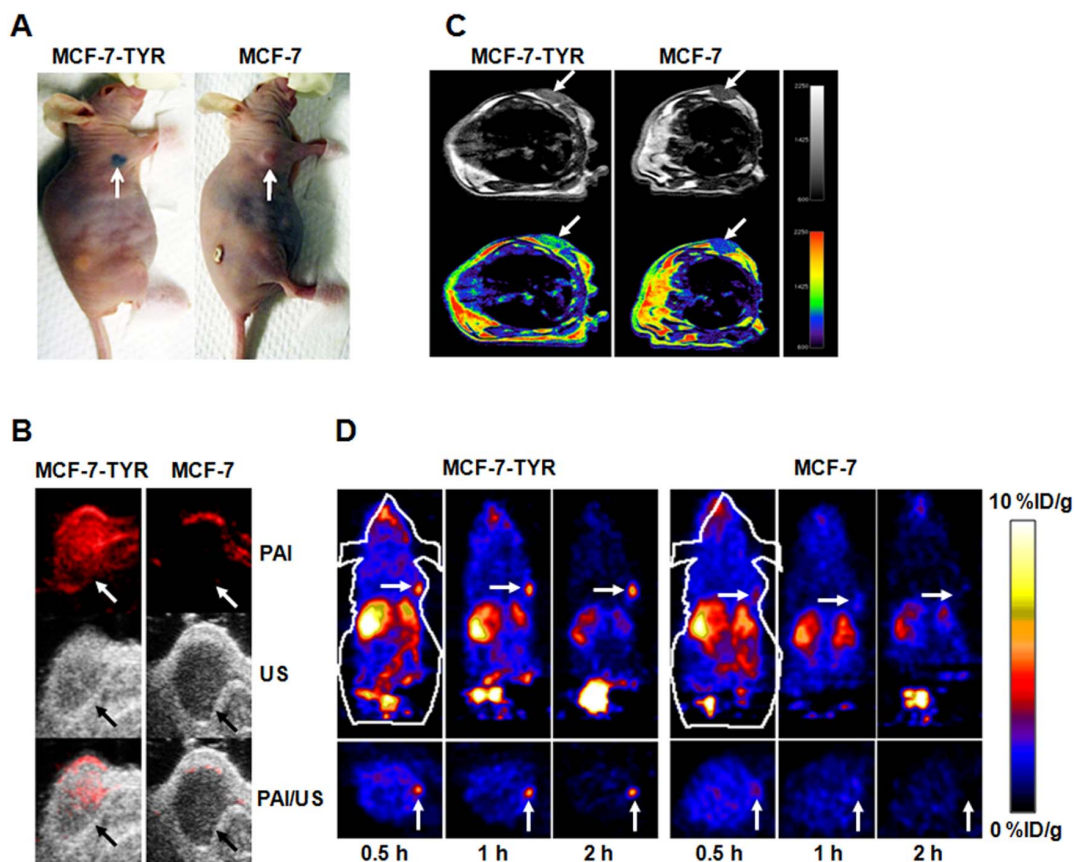 A
MCF-7-TYR MCF-7
C
MCF-7-TYR MCF-7
2250
1425
600
2250
1425
600
B
MCF-7-TYR MCF-7
PAI
US
PAI/US
D
MCF-7-TYR MCF-7
10 %ID/g
0 %ID/g
0.5 h 1 h 2 h 0.5 h 1 h 2 h